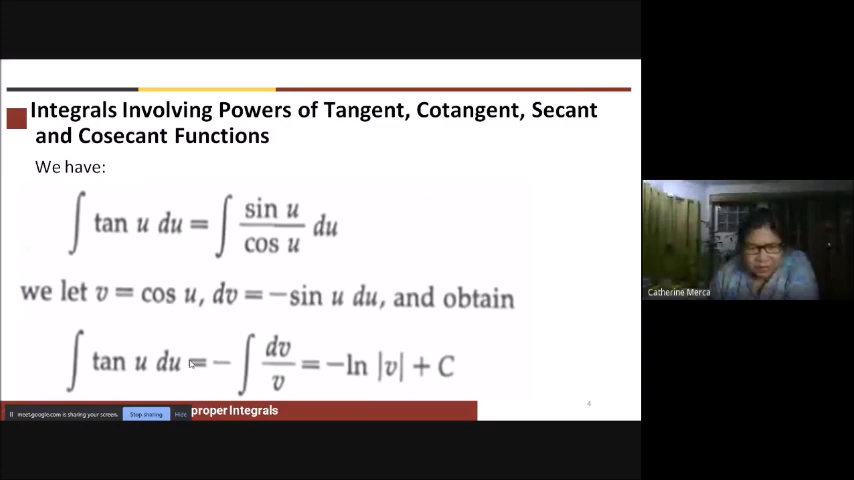 Integrals Involving Powers of Tangent, Cotangent, Secant
and Cosecant Functions
We have:
∫ tan u du = ∫ sin u / cos u du
we let v = cos u, dv = −sin u du, and obtain
∫ tan u du = − ∫ dv / v = −ln |v| + C
proper Integrals
4
meet.google.com is sharing your screen.
Stop sharing
Hide
Catherine Merca